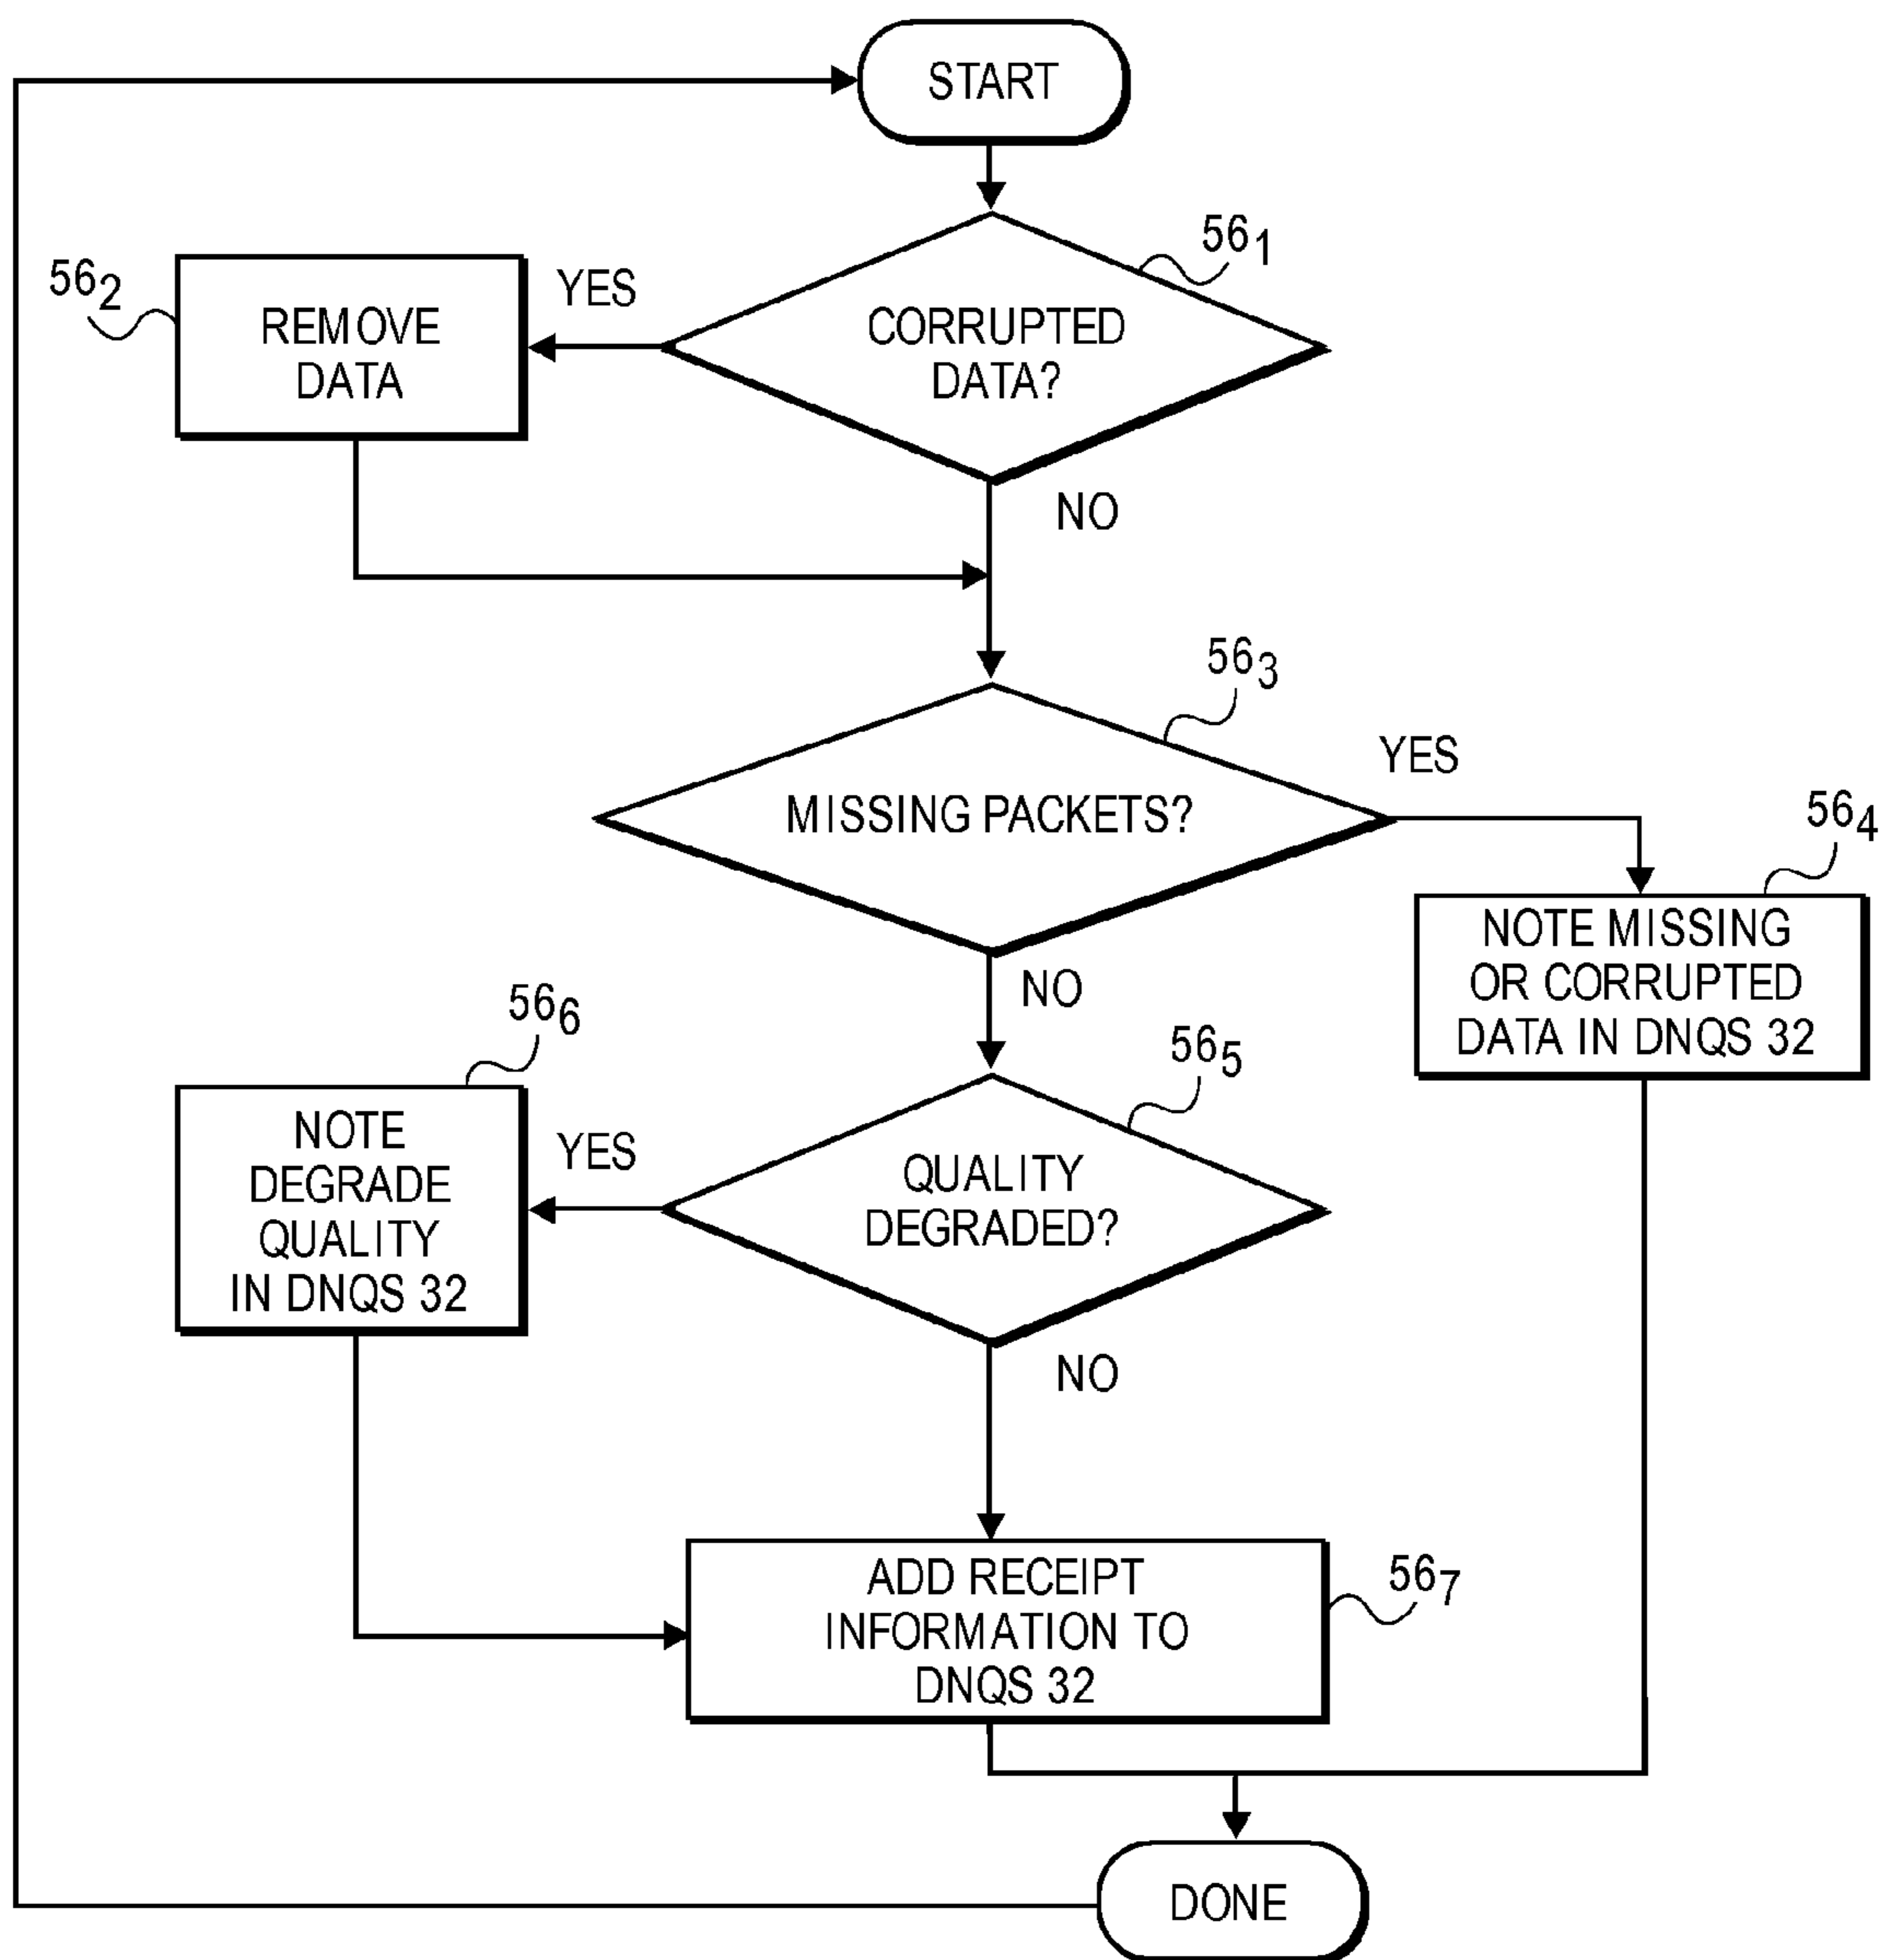 START
56₁
CORRUPTED
DATA?
YES
56₂
REMOVE
DATA
NO
56₃
MISSING PACKETS?
YES
56₄
NOTE MISSING
OR CORRUPTED
DATA IN DNQS 32
NO
56₅
QUALITY
DEGRADED?
YES
56₆
NOTE
DEGRADE
QUALITY
IN DNQS 32
NO
56₇
ADD RECEIPT
INFORMATION TO
DNQS 32
DONE